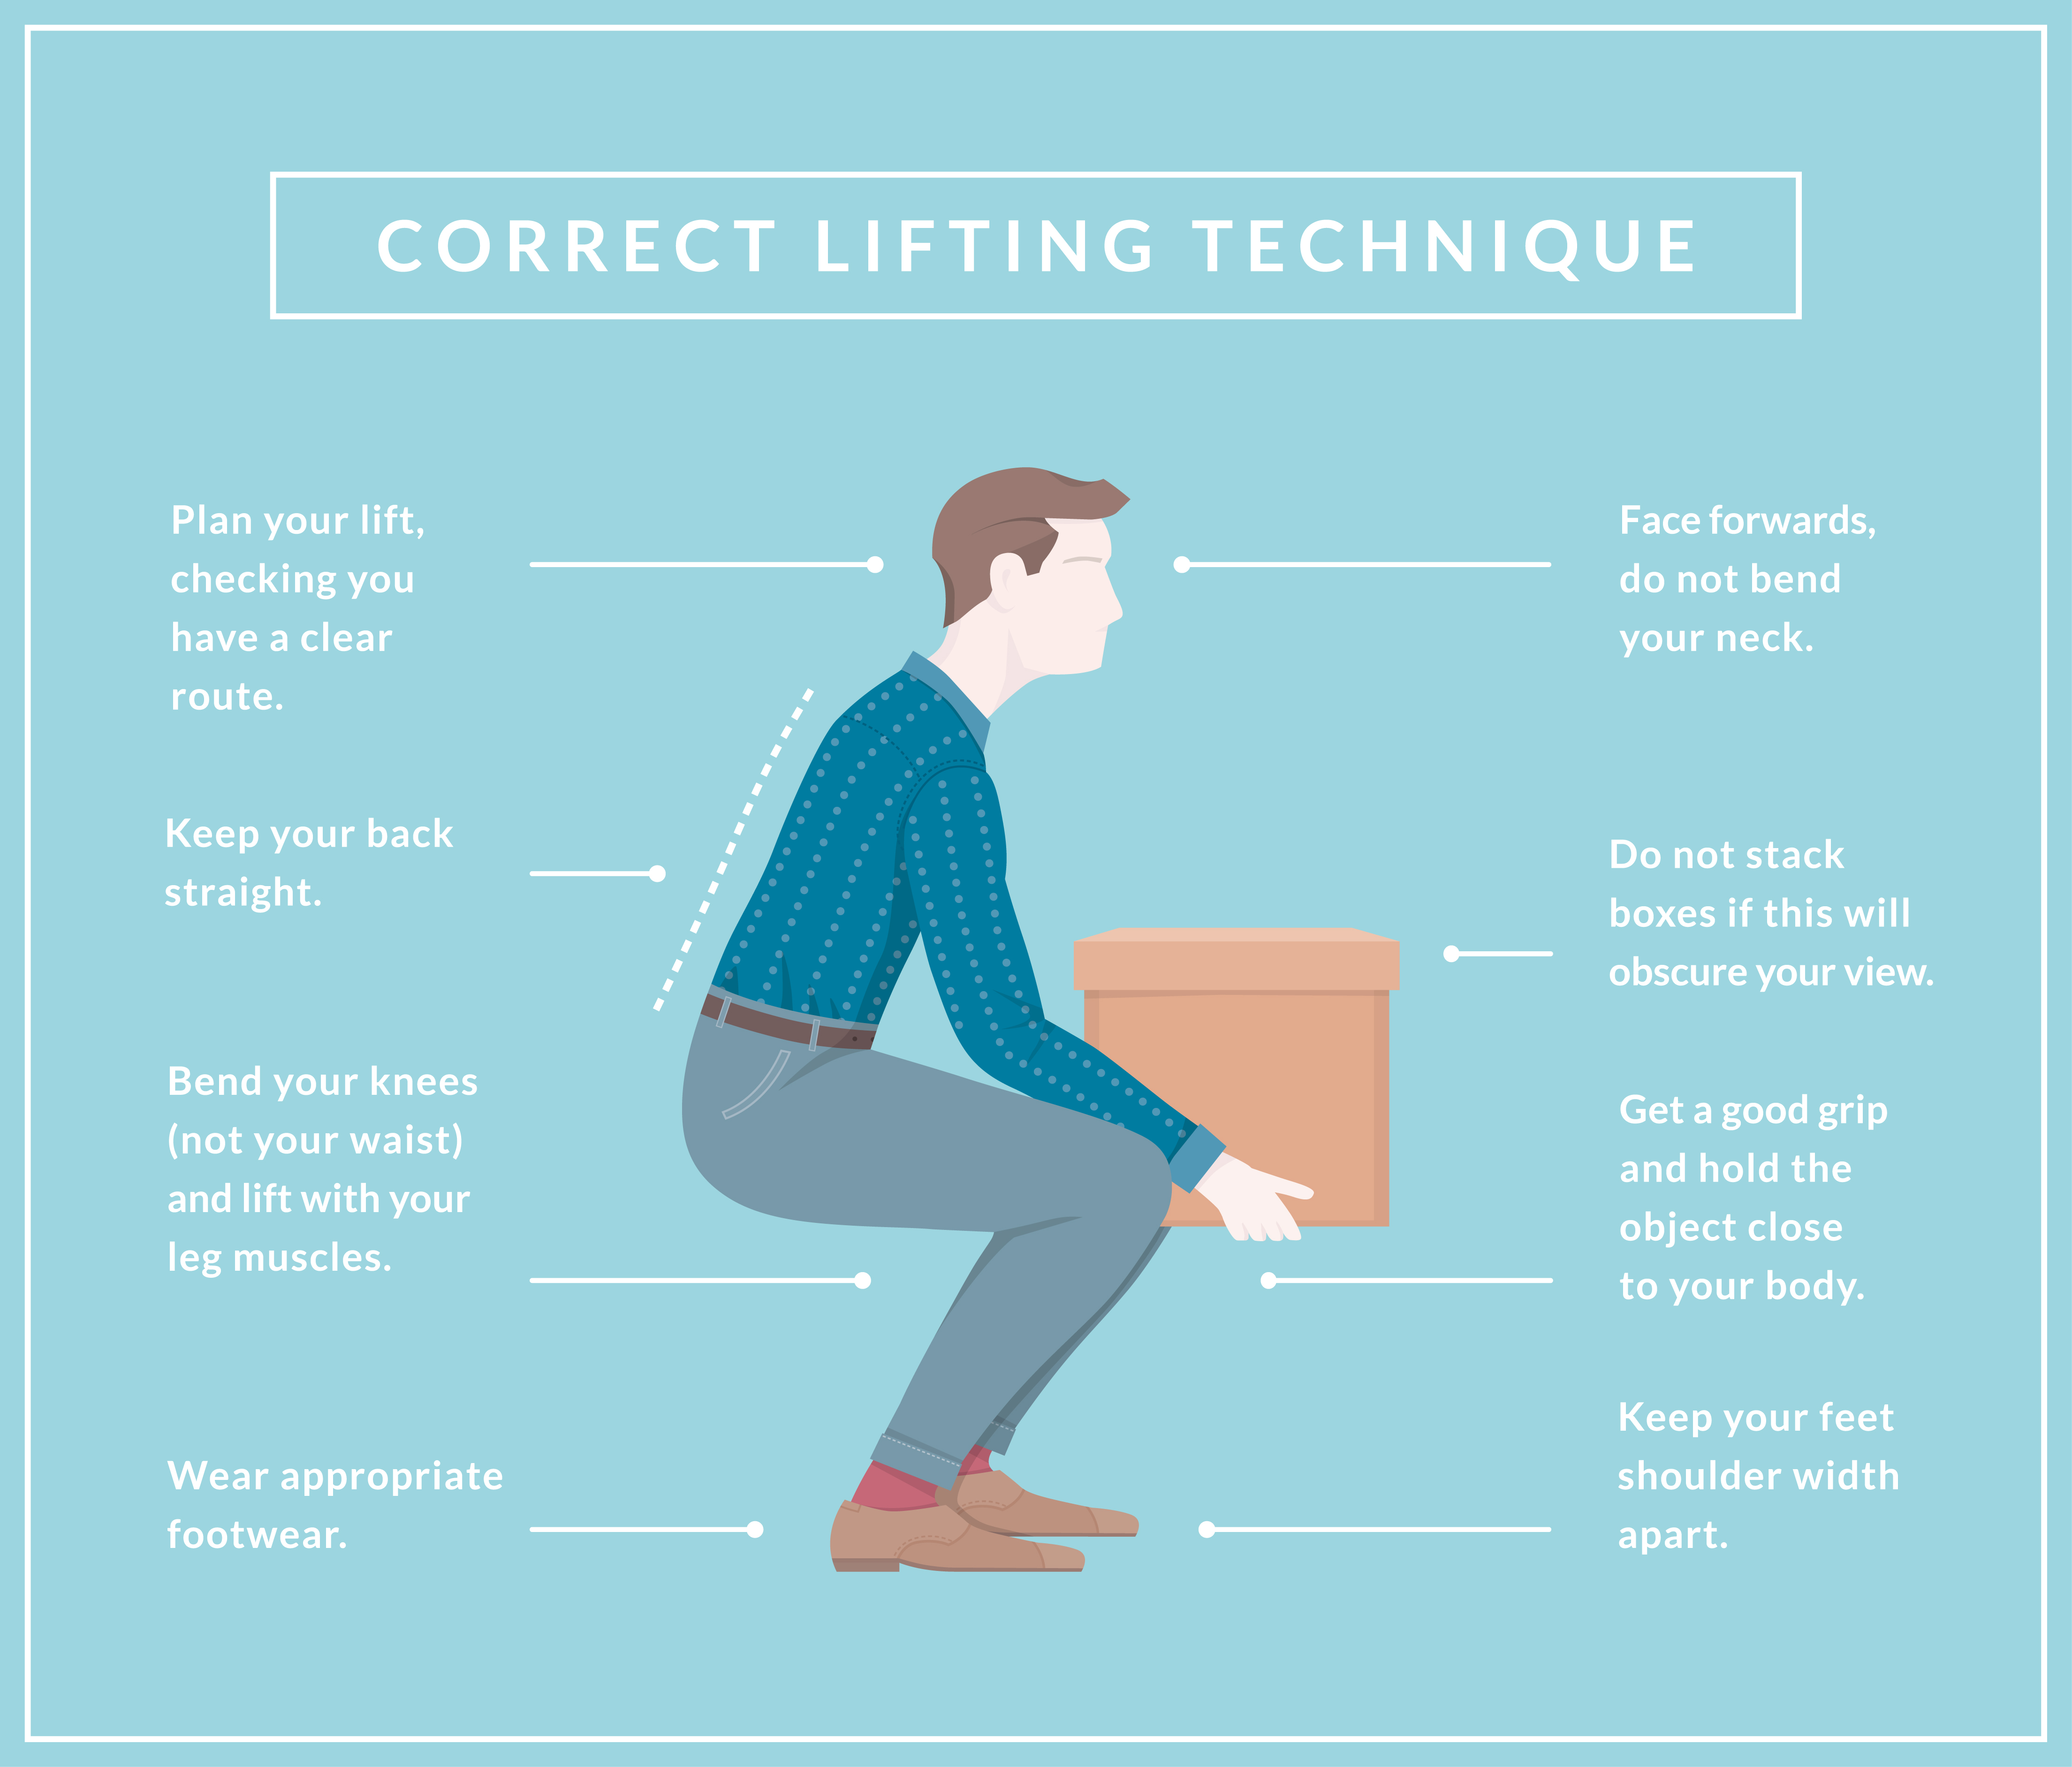 CORRECT LIFTING TECHNIQUE
Plan your lift,
checking you
have a clear
route.
Keep your back
straight.
Bend your knees
(not your waist)
and lift with your
leg muscles.
Wear appropriate
footwear.
Face forwards,
do not bend
your neck.
Do not stack
boxes if this will
obscure your view.
Get a good grip
and hold the
object close
to your body.
Keep your feet
shoulder width
apart.